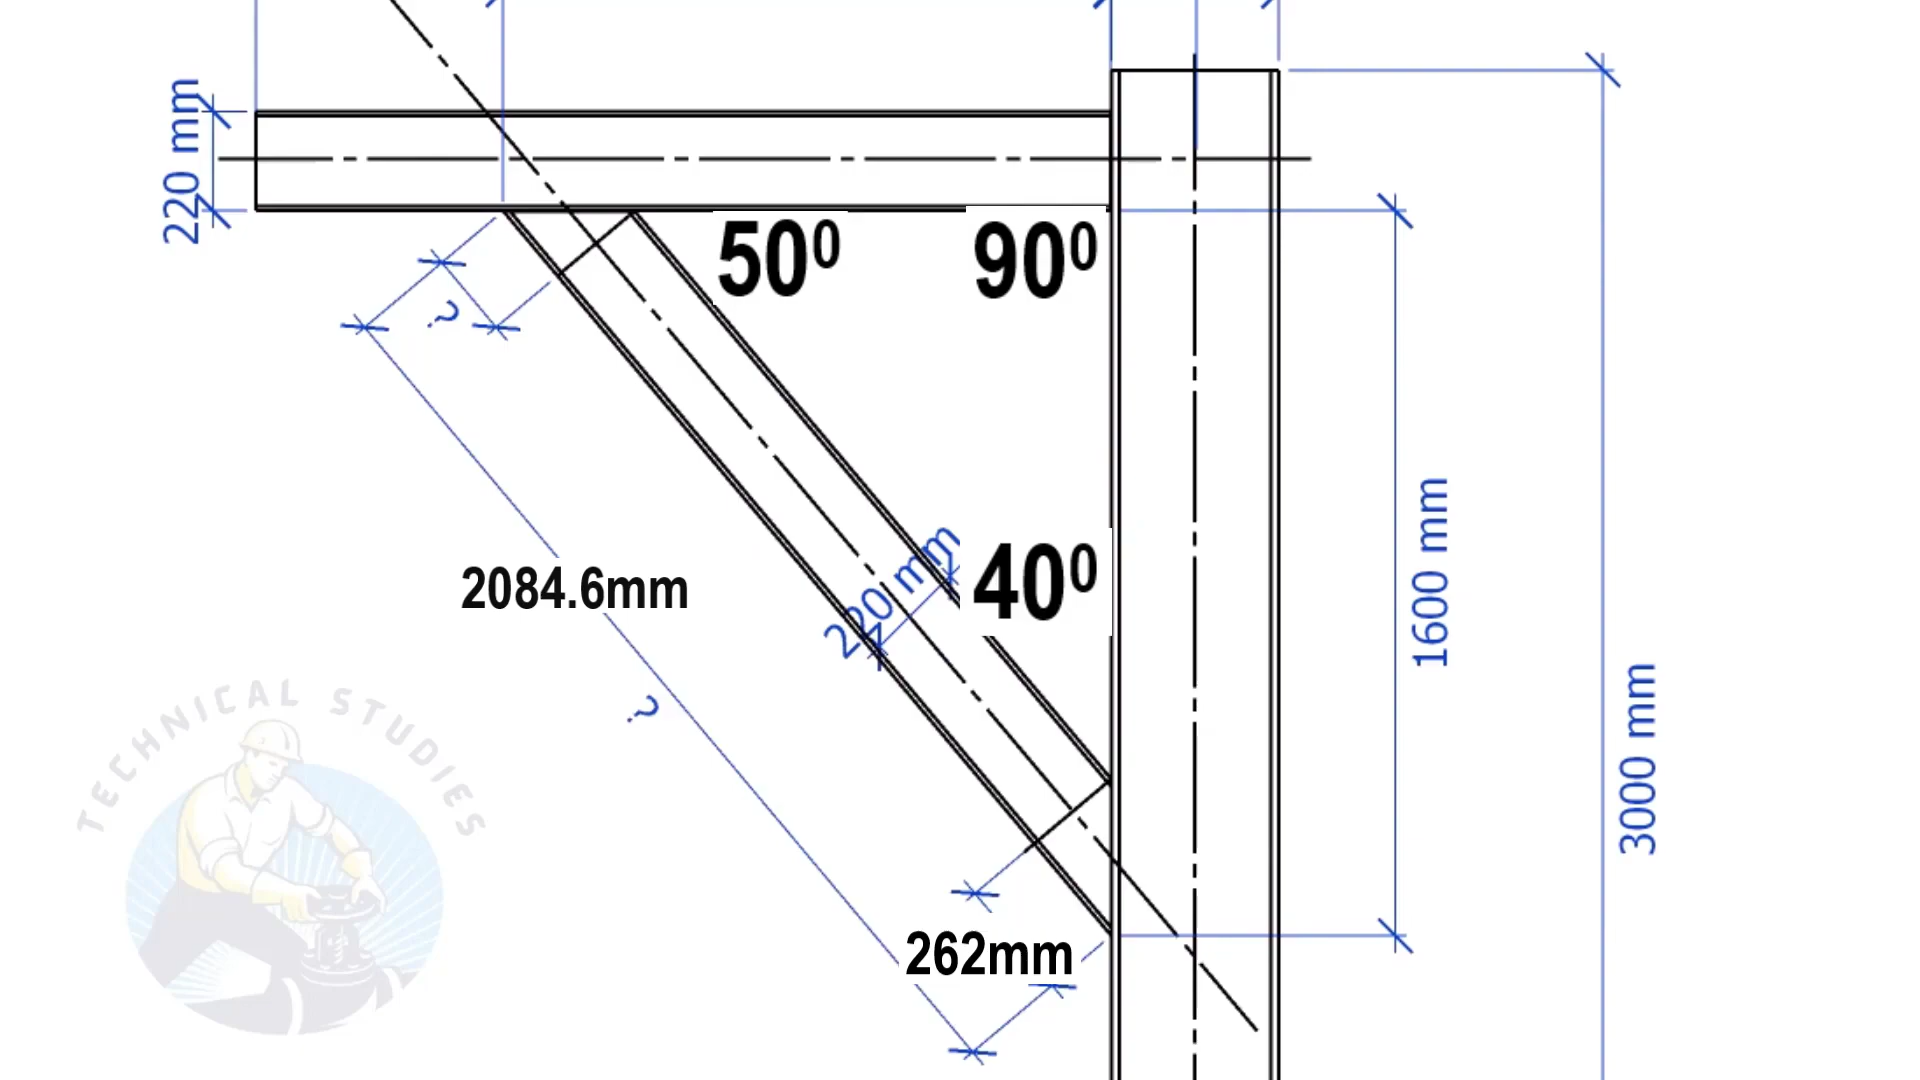 220 mm
50⁰
90⁰
?
1600 mm
220 mm
40⁰
2084.6mm
?
3000 mm
TECHNICAL STUDIES
262mm